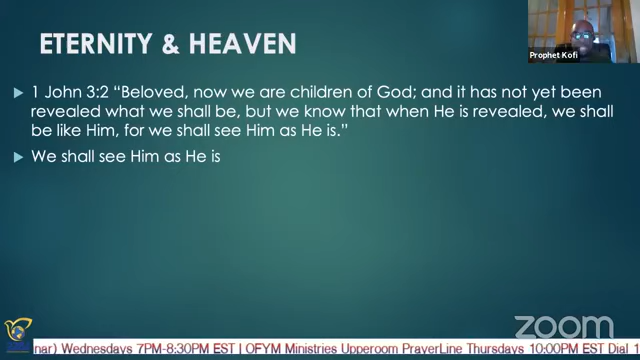 ETERNITY & HEAVEN
Prophet Kofi
1 John 3:2 “Beloved, now we are children of God; and it has not yet been
revealed what we shall be, but we know that when He is revealed, we shall
be like Him, for we shall see Him as He is.”
We shall see Him as He is
zoom
nar) Wednesdays 7PM-8:30PM EST | OFYM Ministries Upperoom PrayerLine Thursdays 10:00PM EST Dial 1